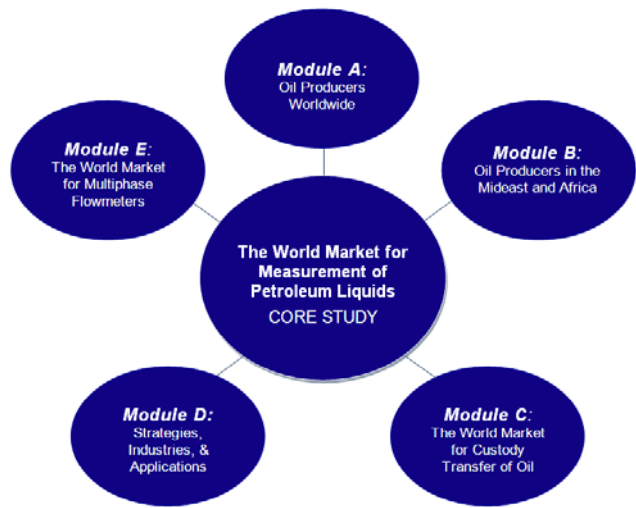 Module A:
Oil Producers
Worldwide
Module E:
The World Market
for Multiphase
Flowmeters
Module B:
Oil Producers in the
Mideast and Africa
The World Market for
Measurement of
Petroleum Liquids
CORE STUDY
Module D:
Strategies,
Industries, &
Applications
Module C:
The World Market
for Custody
Transfer of Oil